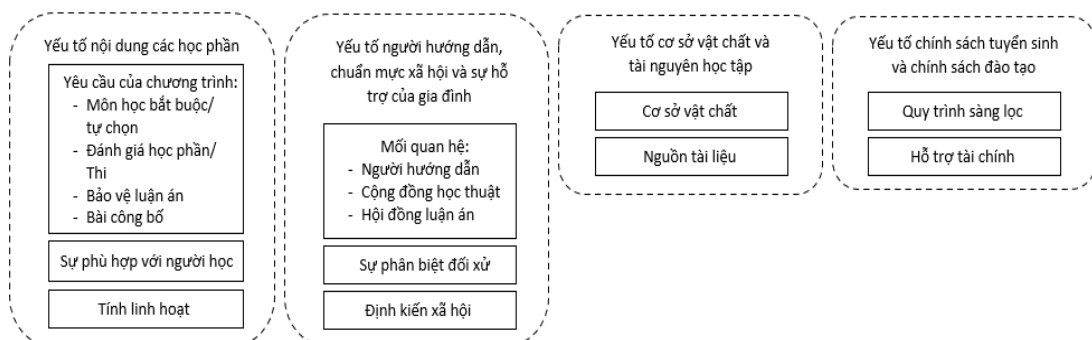 Yếu tố nội dung các học phần
Yêu cầu của chương trình:
- Môn học bắt buộc/
tự chọn
- Đánh giá học phần/
Thi
- Bảo vệ luận án
- Bài công bố
Sự phù hợp với người học
Tính linh hoạt
Yếu tố người hướng dẫn,
chuẩn mực xã hội và sự hỗ
trợ của gia đình
Mối quan hệ:
- Người hướng dẫn
- Cộng đồng học thuật
- Hội đồng luận án
Sự phân biệt đối xử
Định kiến xã hội
Yếu tố cơ sở vật chất và
tài nguyên học tập
Cơ sở vật chất
Nguồn tài liệu
Yếu tố chính sách tuyển sinh
và chính sách đào tạo
Quy trình sàng lọc
Hỗ trợ tài chính